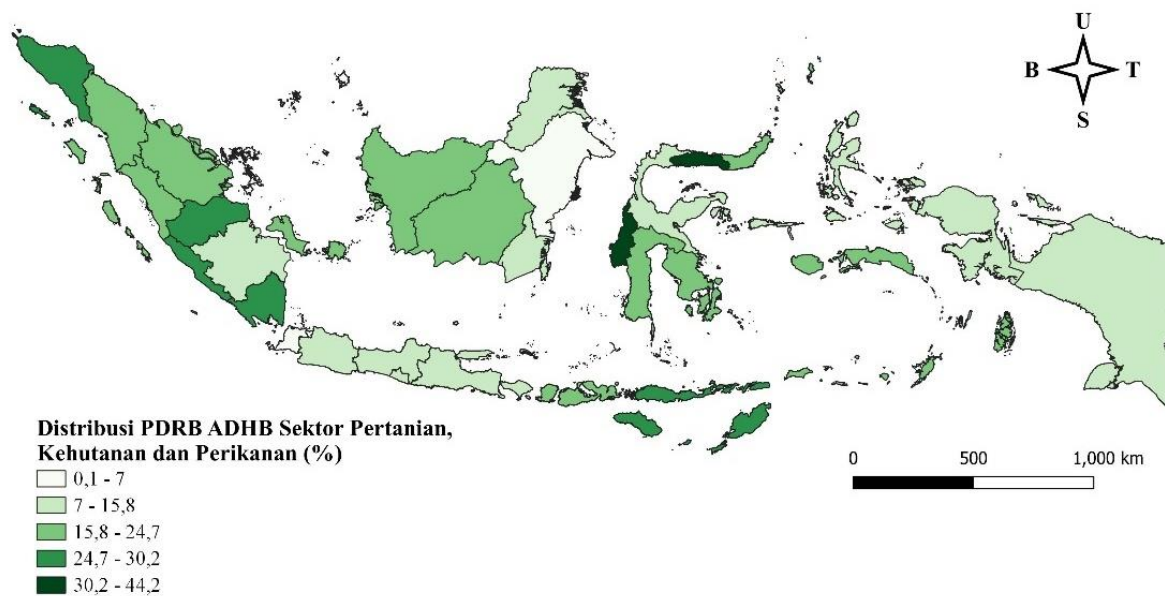 U
B T
S
Distribusi PDRB ADHB Sektor Pertanian,
Kehutanan dan Perikanan (%)
0,1 - 7
7 - 15,8
15,8 - 24,7
24,7 - 30,2
30,2 - 44,2
0 500 1,000 km